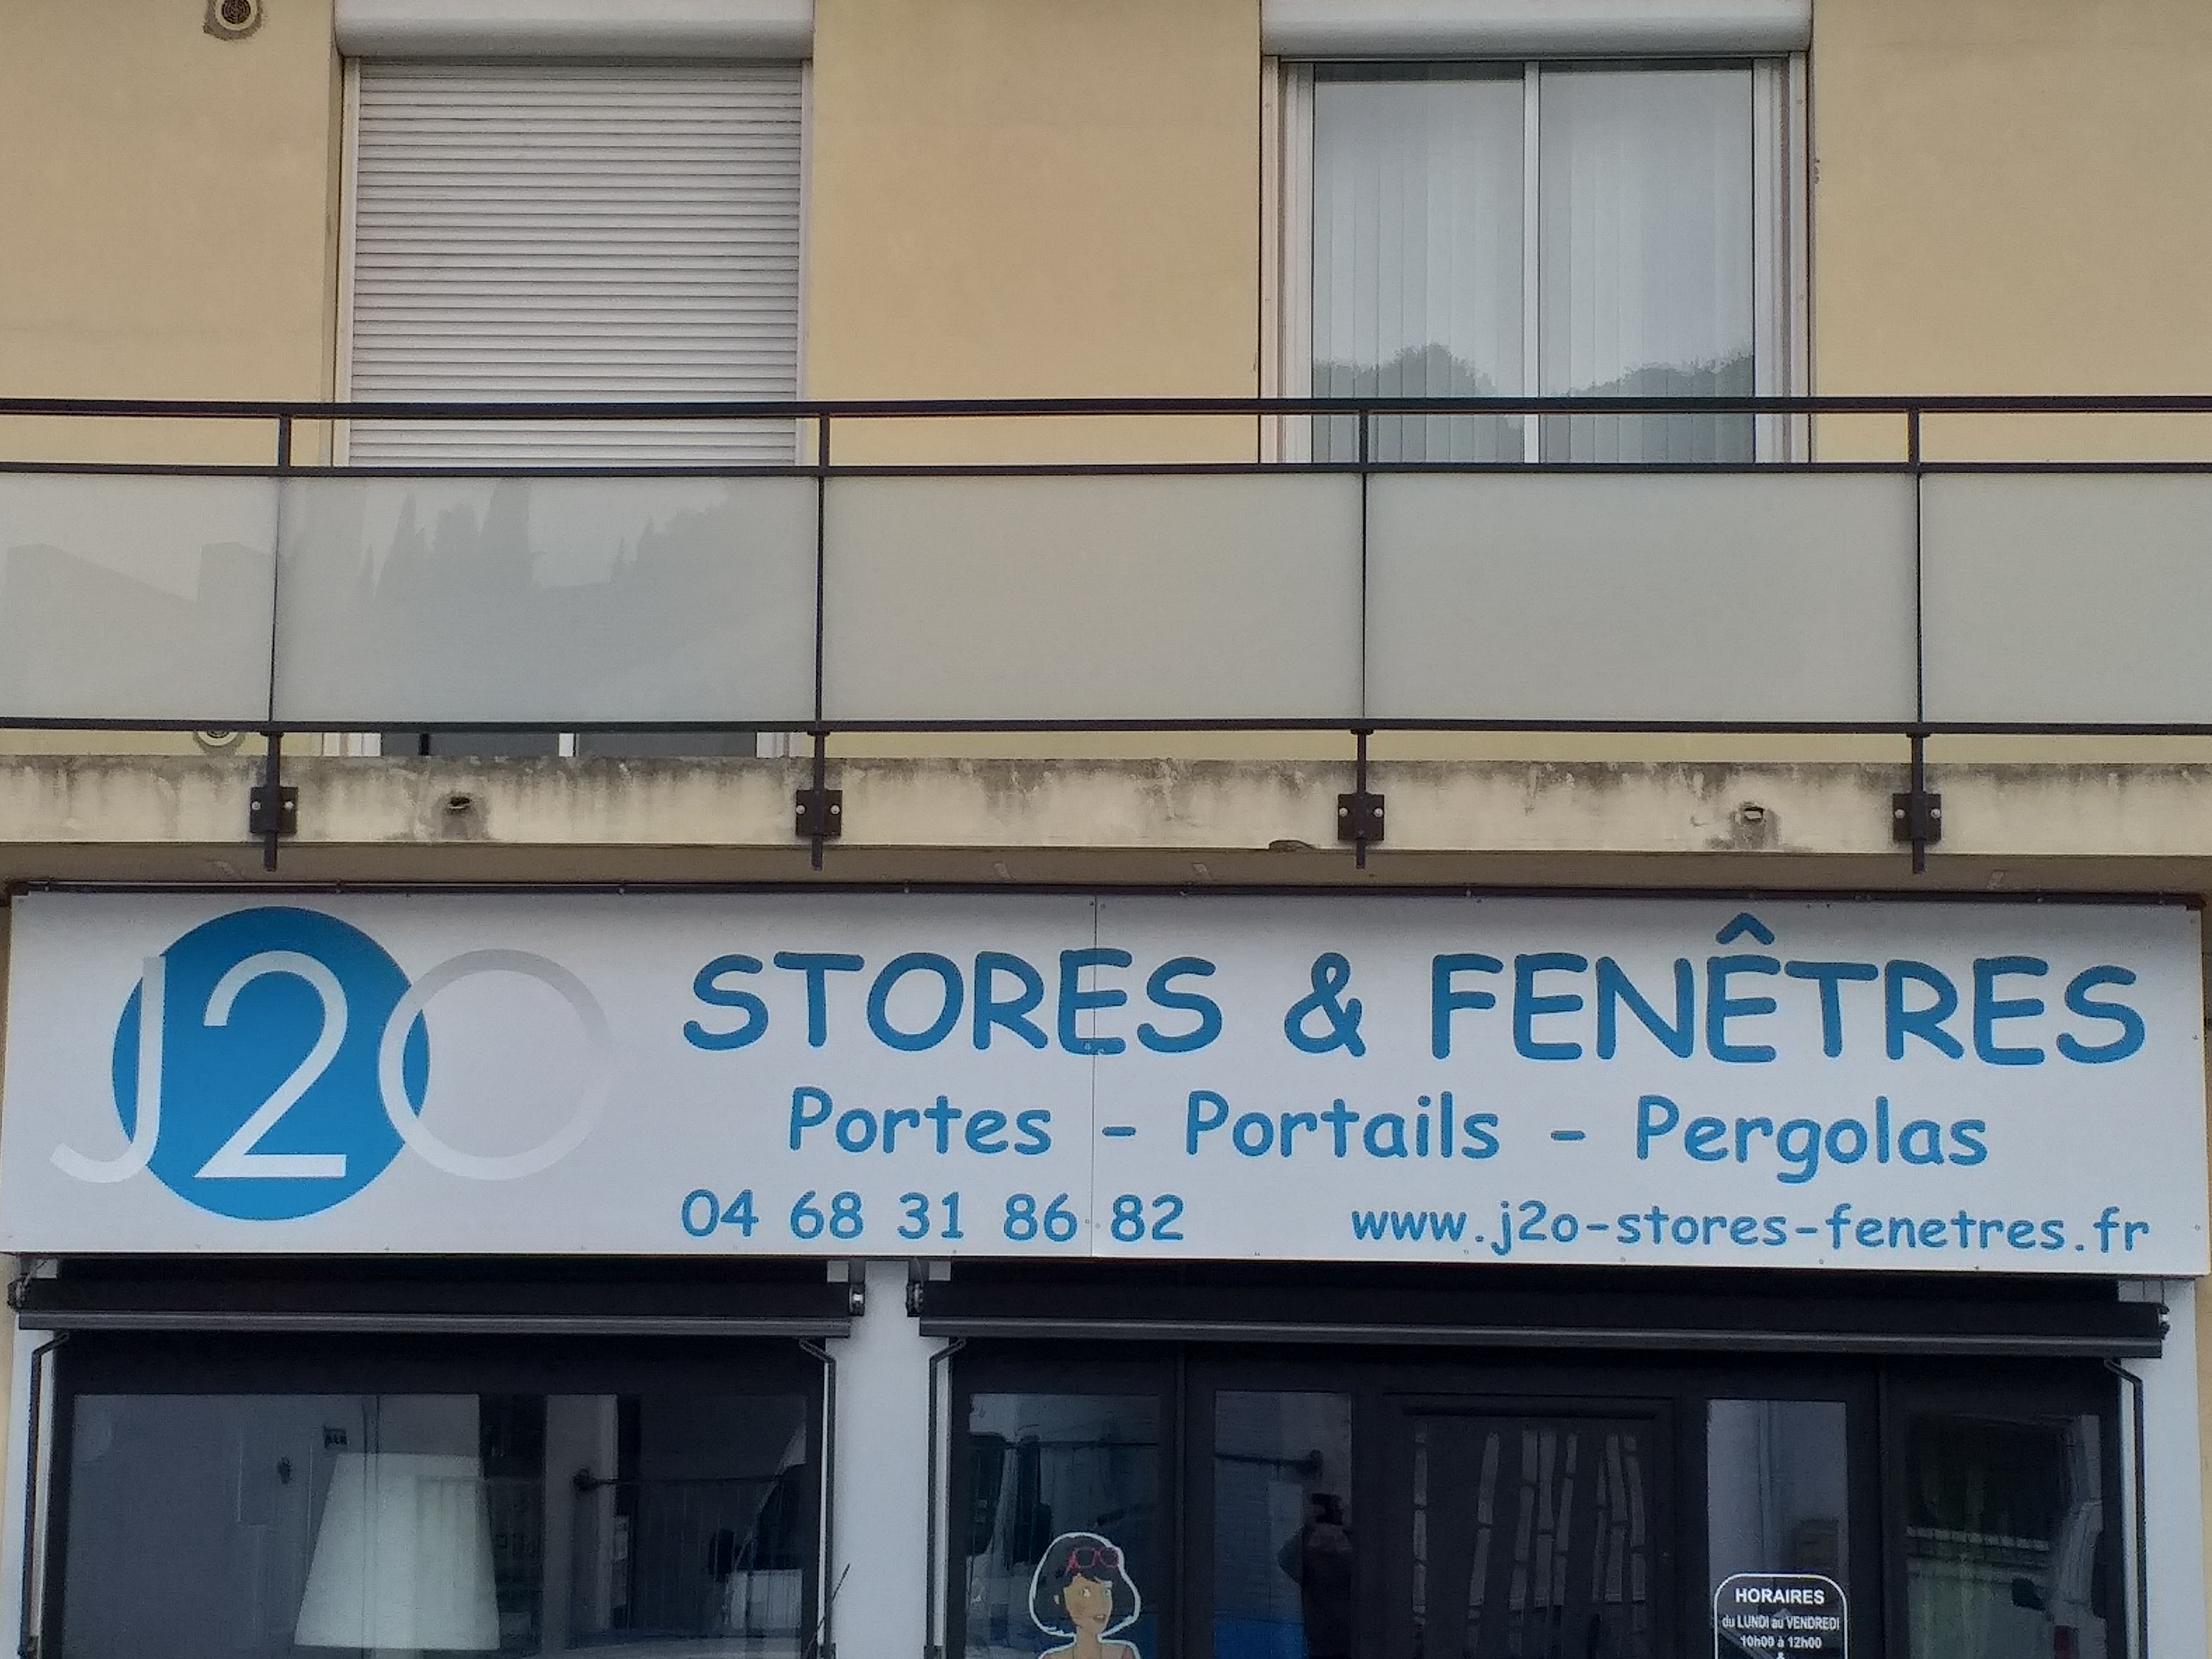 J2O
STORES & FENÊTRES
Portes - Portails - Pergolas
04 68 31 86 82
www.j2o-stores-fenetres.fr
HORAIRES
du LUNDI au VENDREDI
10h00 à 12h00